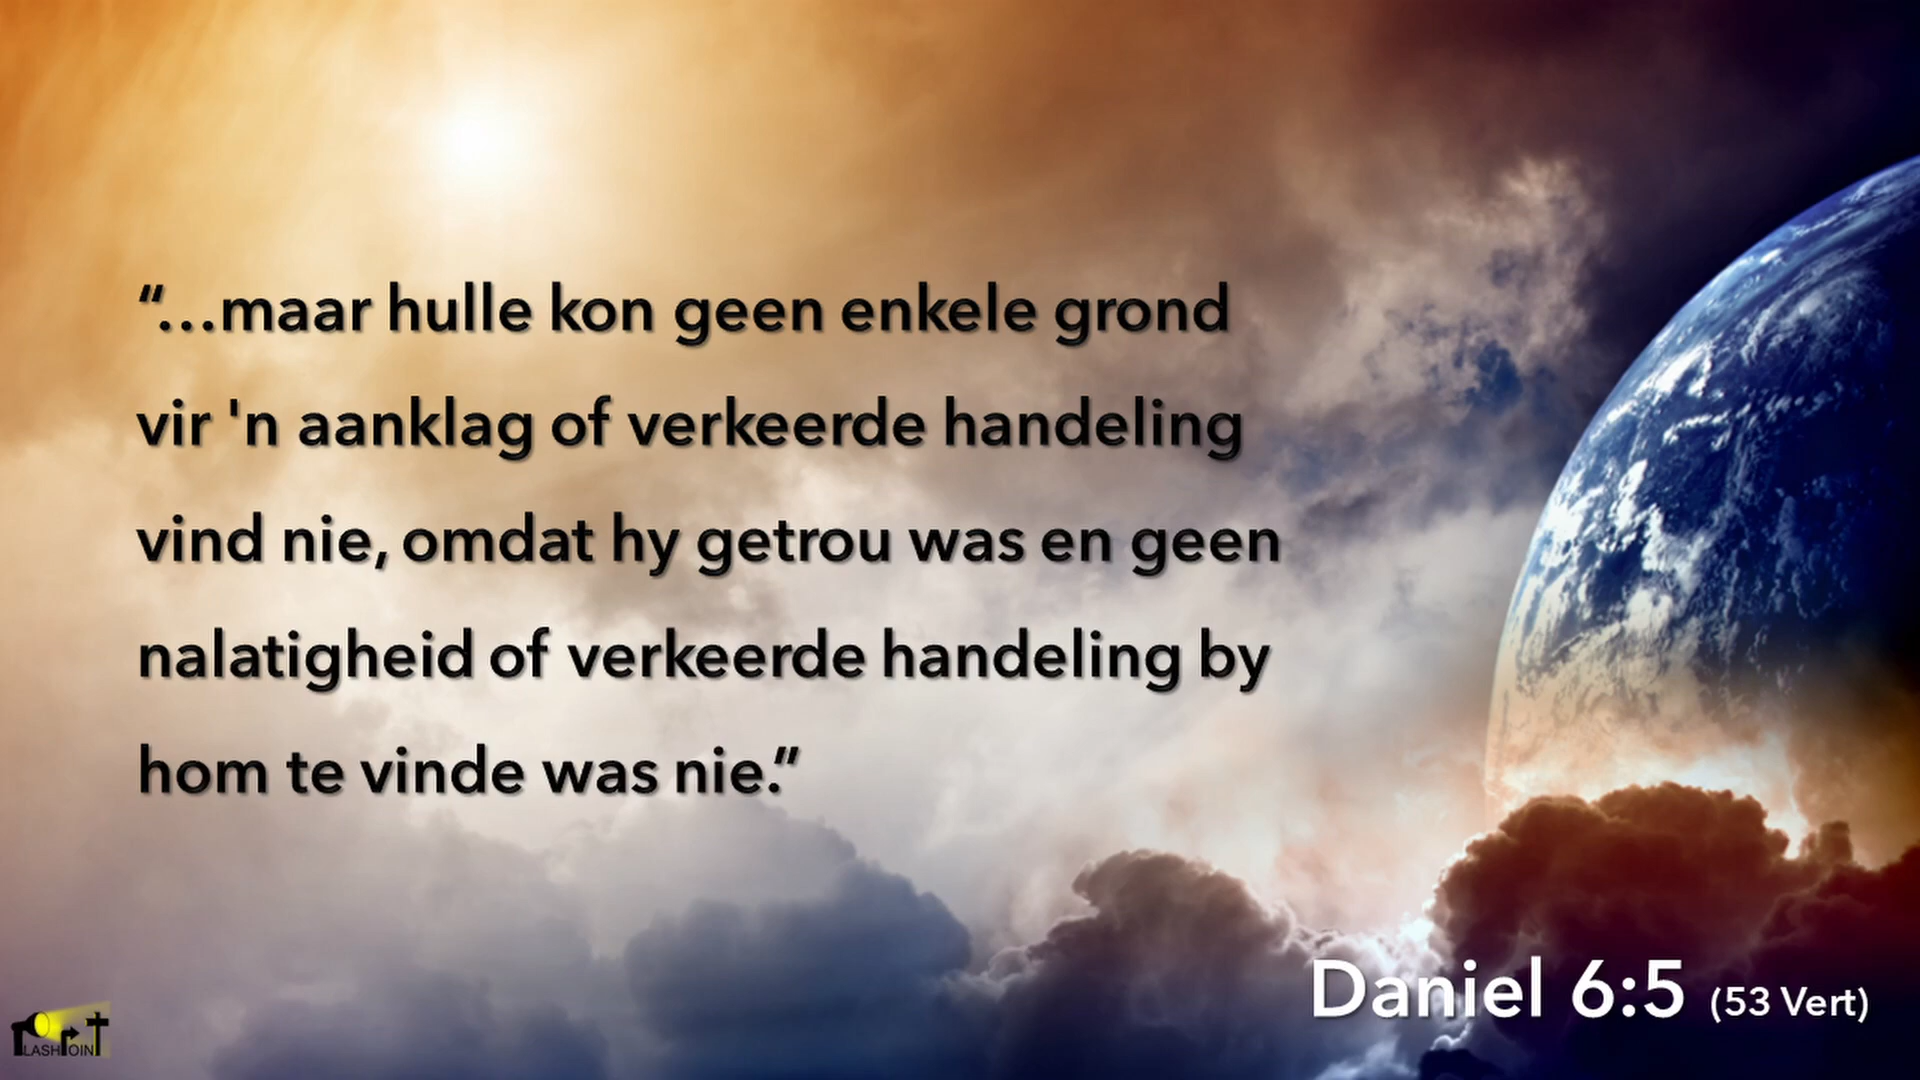 “…maar hulle kon geen enkele grond
vir 'n aanklag of verkeerde handeling
vind nie, omdat hy getrou was en geen
nalatigheid of verkeerde handeling by
hom te vinde was nie.”
Daniel 6:5 (53 Vert)
FLASHPOINT